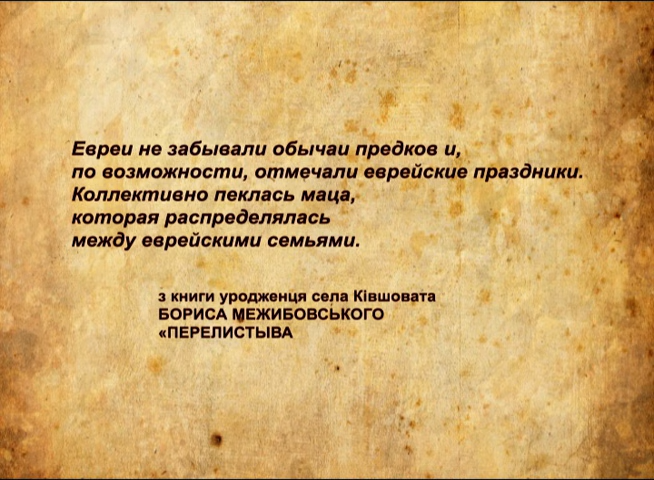 Евреи не забывали обычаи предков и,
по возможности, отмечали еврейские праздники.
Коллективно пеклась маца,
которая распределялась
между еврейскими семьями.
з книги уродженця села Ківшовата
БОРИСА МЕЖИБОВСЬКОГО
«ПЕРЕЛИСТЫВА